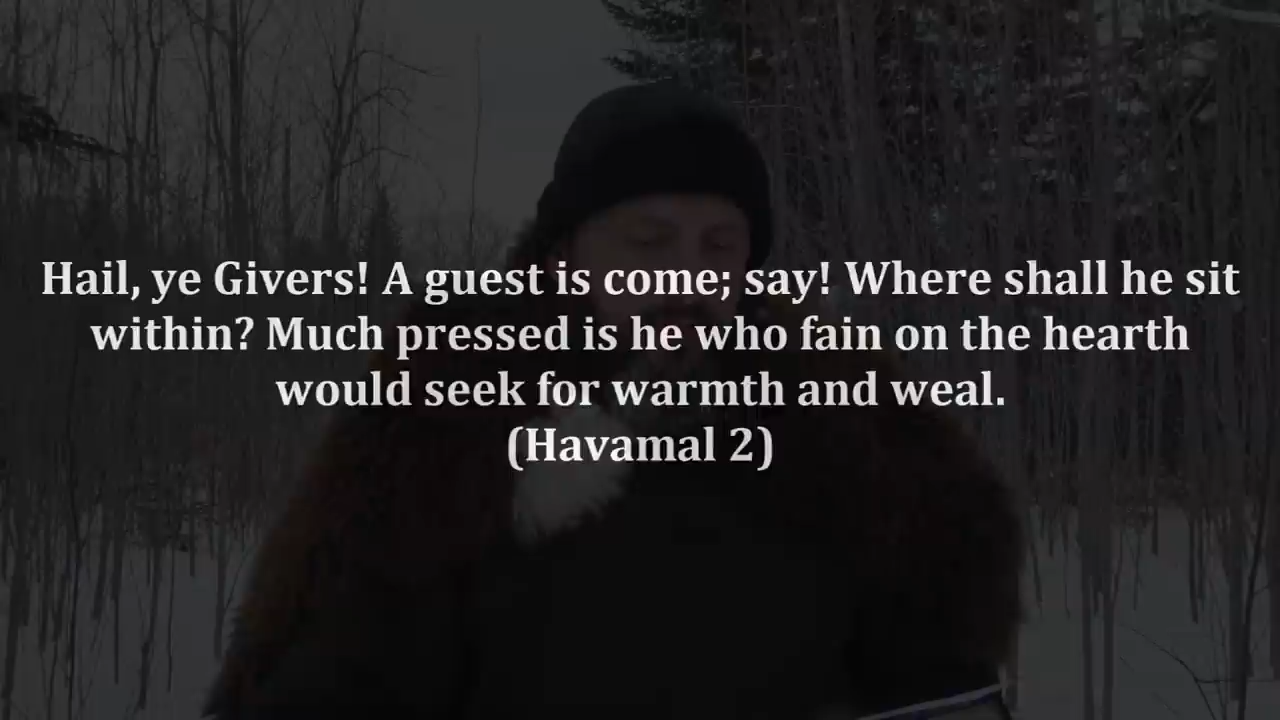 Hail, ye Givers! A guest is come; say! Where shall he sit
within? Much pressed is he who fain on the hearth
would seek for warmth and weal.
(Havamal 2)